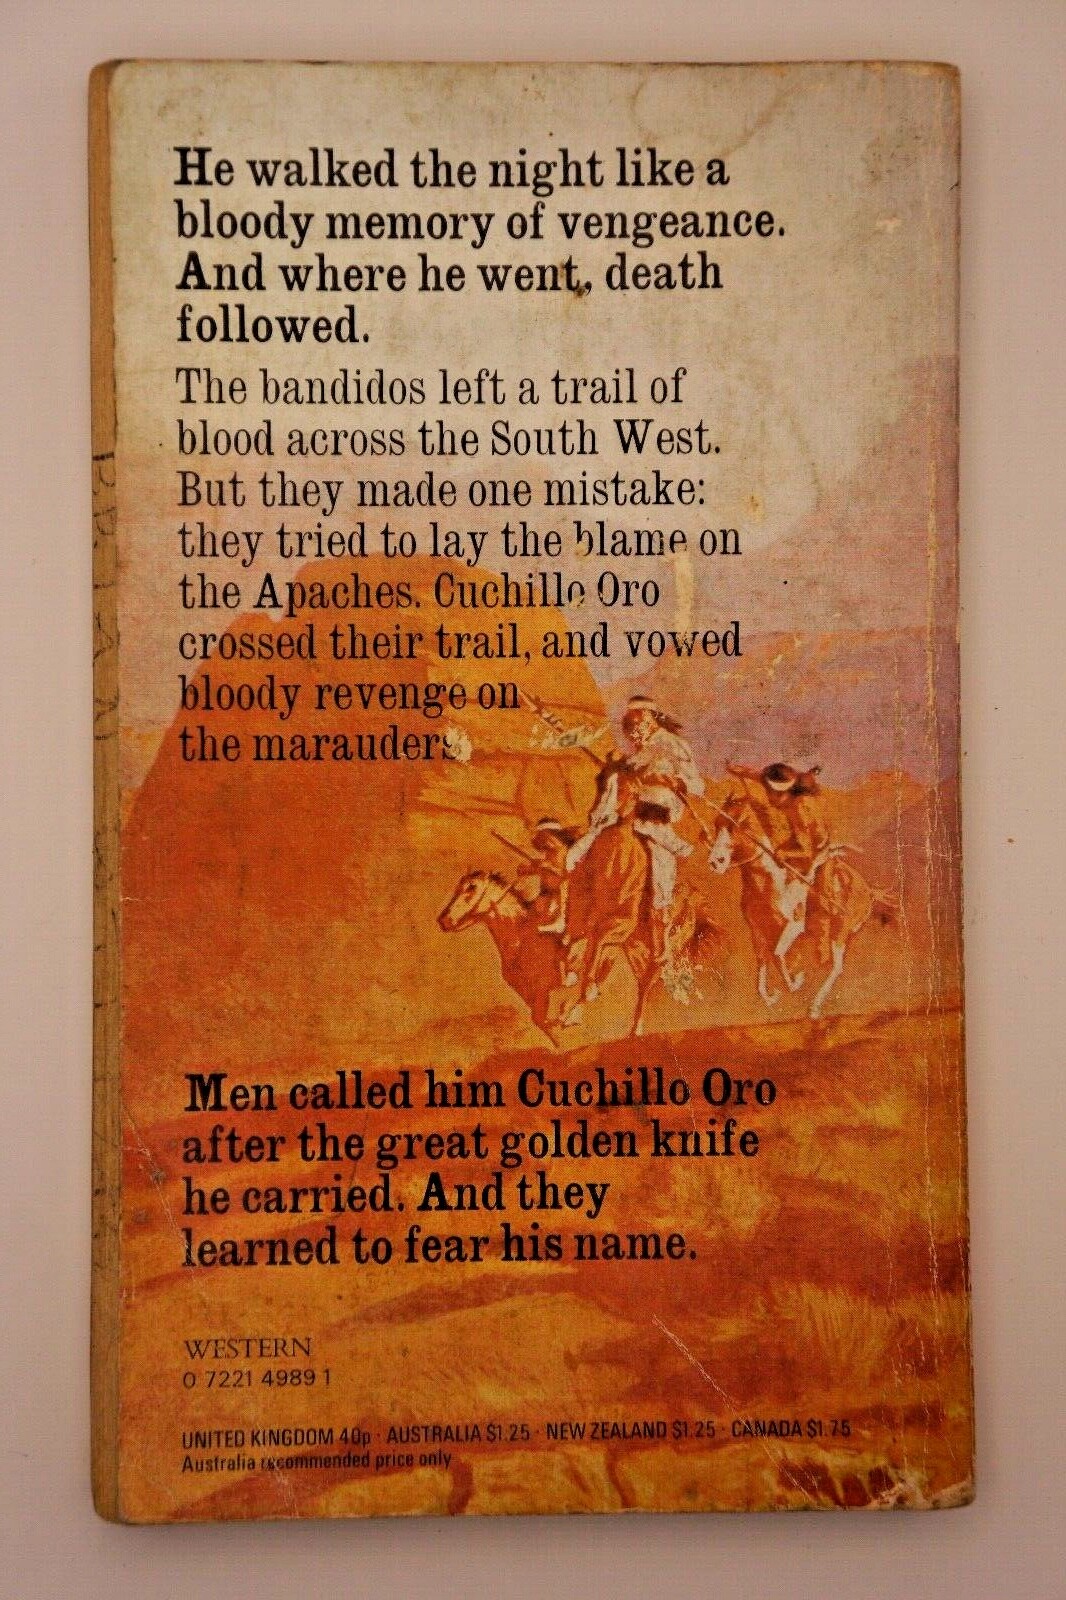 He walked the night like a
bloody memory of vengeance.
And where he went, death
followed.
The bandidos left a trail of
blood across the South West.
But they made one mistake:
they tried to lay the blame on
the Apaches. Cuchillo Oro
crossed their trail, and vowed
bloody revenge on
the marauders
Men called him Cuchillo Oro
after the great golden knife
he carried. And they
learned to fear his name.
WESTERN
0 7221 4989 1
UNITED KINGDOM 40p · AUSTRALIA $1.25 · NEW ZEALAND $1.25 · CANADA $1.75
Australia recommended price only